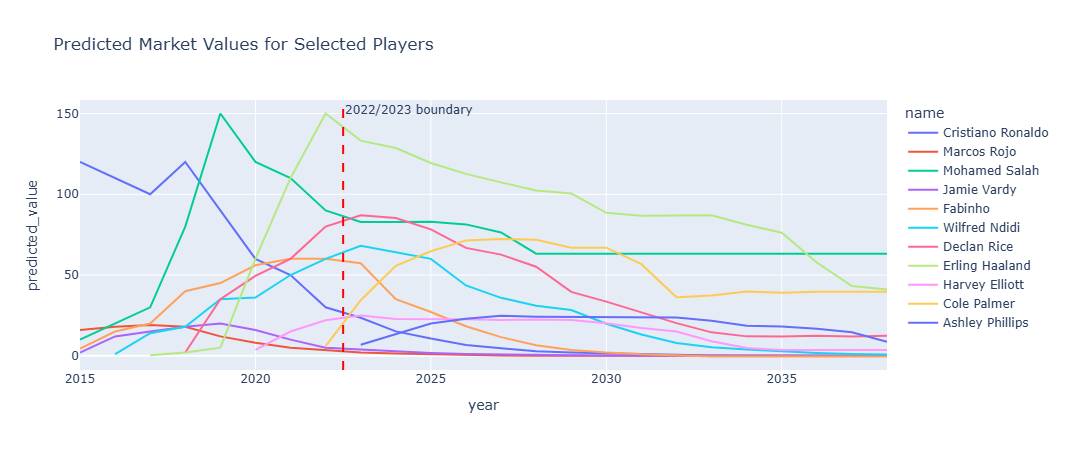 Predicted Market Values for Selected Players
2022/2023 boundary
150
100
50
0
predicted_value
2015
2020
2025
2030
2035
year
name
Cristiano Ronaldo
Marcos Rojo
Mohamed Salah
Jamie Vardy
Fabinho
Wilfred Ndidi
Declan Rice
Erling Haaland
Harvey Elliott
Cole Palmer
Ashley Phillips